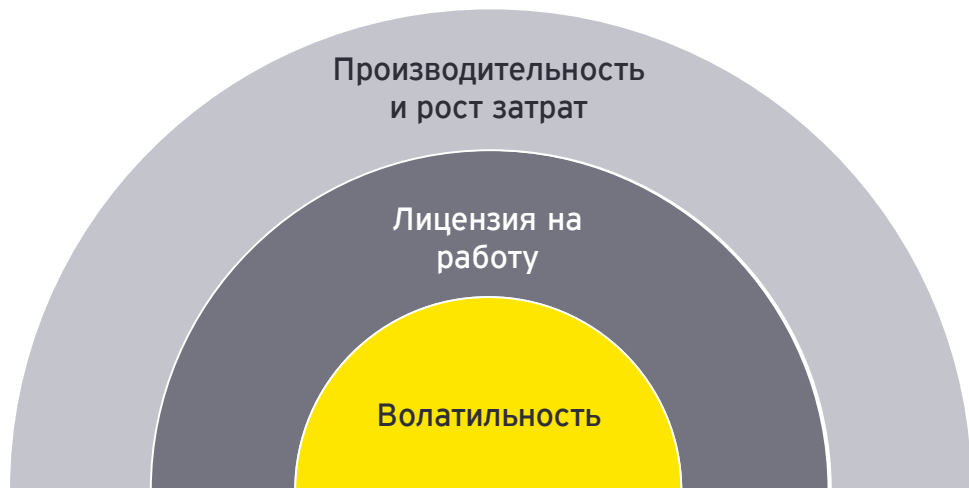 Производительность
и рост затрат
Лицензия на
работу
Волатильность